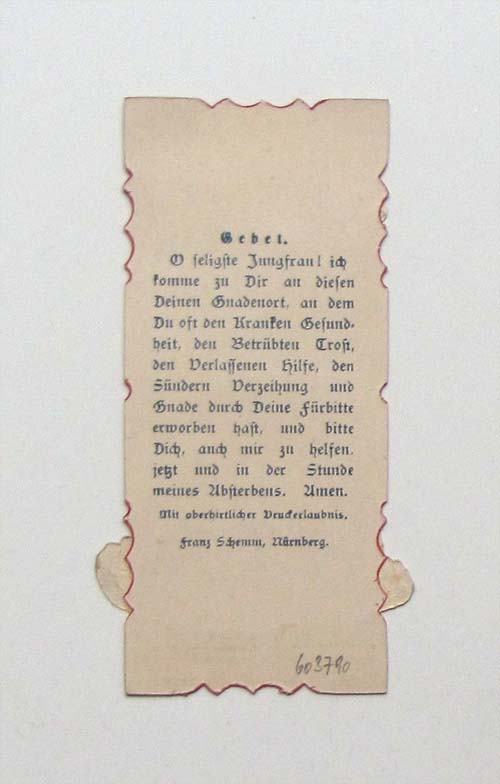 Gebet.
O seligste Jungfrau! ich
komme zu Dir an diesen
Deinen Gnadenort, an dem
Du oft den Kranken Gesund-
heit, den Betrübten Trost,
den Verlassenen Hilfe, den
Sündern Verzeihung und
Gnade durch Deine Fürbitte
erworben hast, und bitte
Dich, auch mir zu helfen,
jetzt und in der Stunde
meines Absterbens. Amen.
Mit oberhirtlicher Druckerlaubnis.
Franz Schemm, Nürnberg.
603790